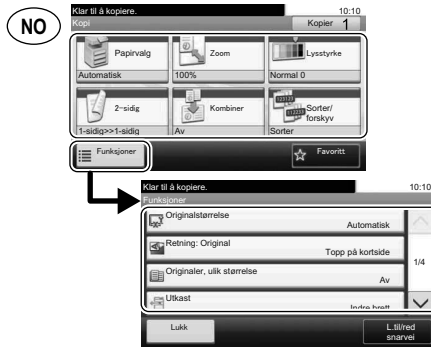 NO
Klar til å kopiere. 10:10
Kopi Kopier 1
Papirvalg Zoom Lysstyrke
Automatisk 100% Normal 0
2-sidig Kombiner Sorter/
forskyv
1-sidig>>1-sidig Av Sorter
Funksjoner Favoritt
Klar til å kopiere. 10:10
Funksjoner
Originalstørrelse
Automatisk
Retning: Original
Topp på kortside
1/4
Originaler, ulik størrelse
Av
Utkast
Indre brett
Lukk L.til/red
snarvei